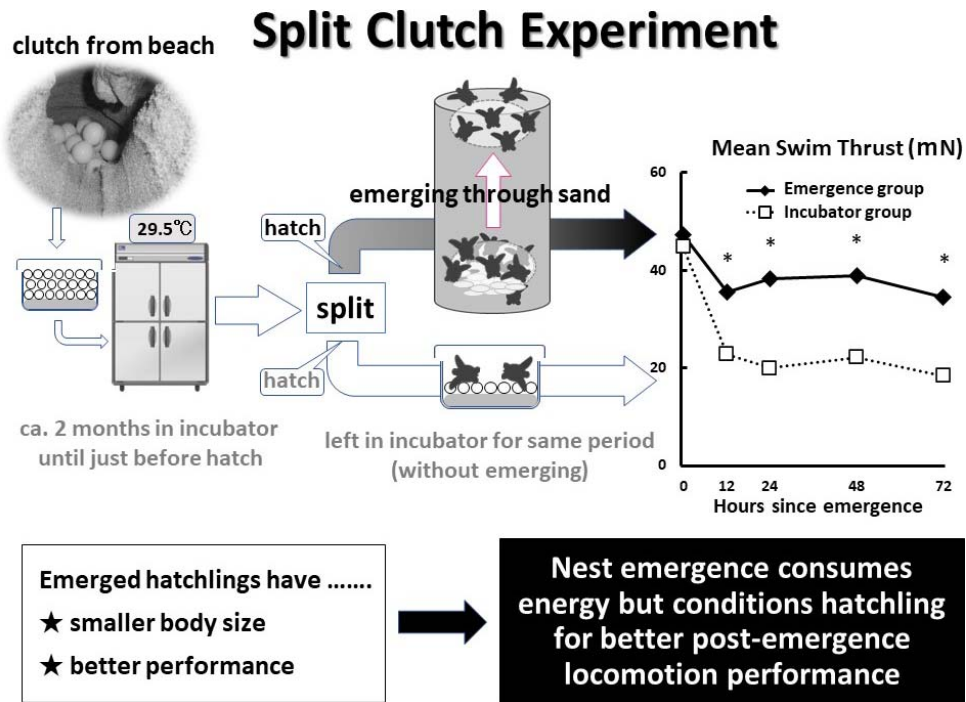 Split Clutch Experiment
clutch from beach
29.5℃
hatch
emerging through sand
split
hatch
ca. 2 months in incubator
until just before hatch
left in incubator for same period
(without emerging)
Mean Swim Thrust (mN)
60
Emergence group
Incubator group
* * * *
40
20
0
0 12 24 48 72
Hours since emergence
Emerged hatchlings have …….
★ smaller body size
★ better performance
Nest emergence consumes
energy but conditions hatchling
for better post-emergence
locomotion performance